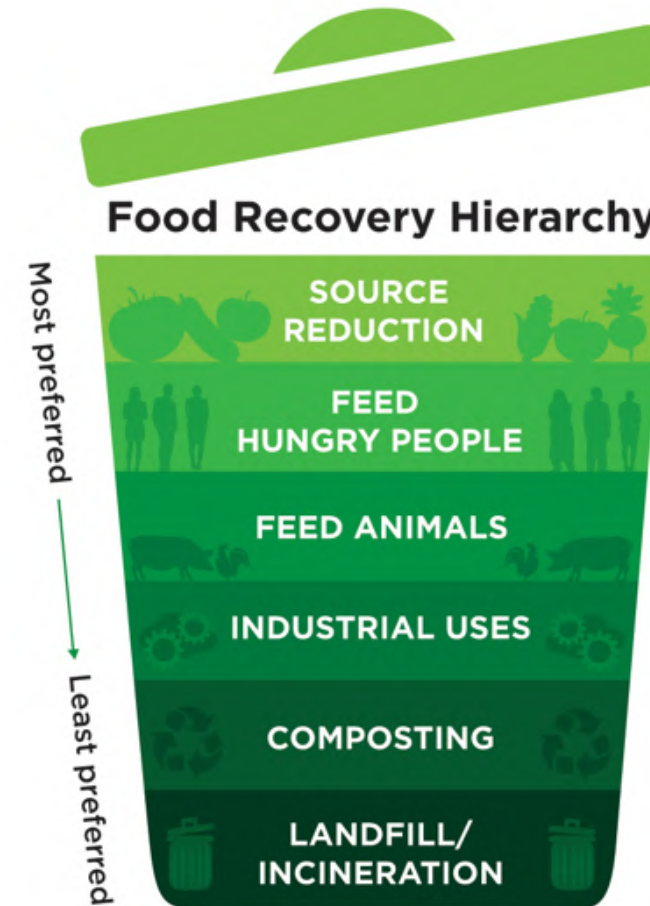 Food Recovery Hierarchy
Most preferred
Least preferred
SOURCE
REDUCTION
FEED
HUNGRY PEOPLE
FEED ANIMALS
INDUSTRIAL USES
COMPOSTING
LANDFILL/
INCINERATION